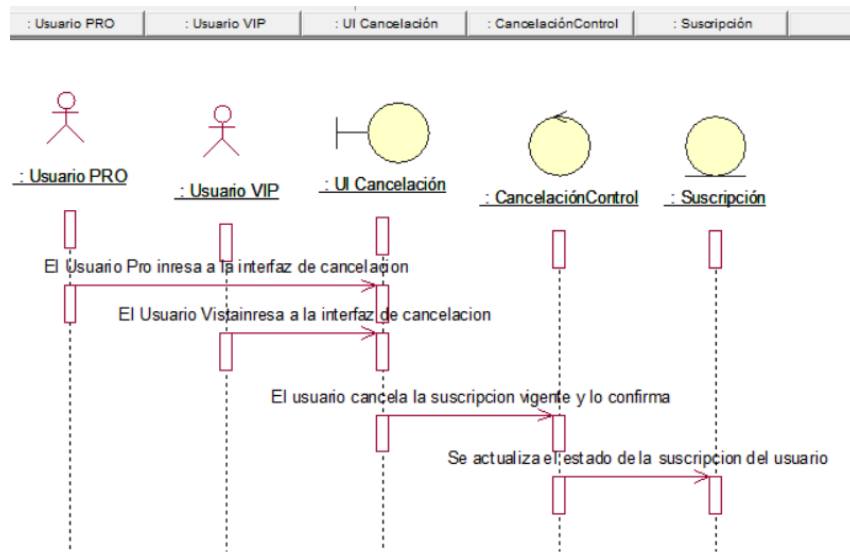 : Usuario PRO
: Usuario VIP
: UI Cancelación
: CancelaciónControl
: Suscripción
: Usuario PRO
: Usuario VIP
: UI Cancelación
: CancelaciónControl
: Suscripción
El Usuario Pro inresa a la interfaz de cancelacion
El Usuario Vistainresa a la interfaz de cancelacion
El usuario cancela la suscripcion vigente y lo confirma
Se actualiza el estado de la suscripcion del usuario